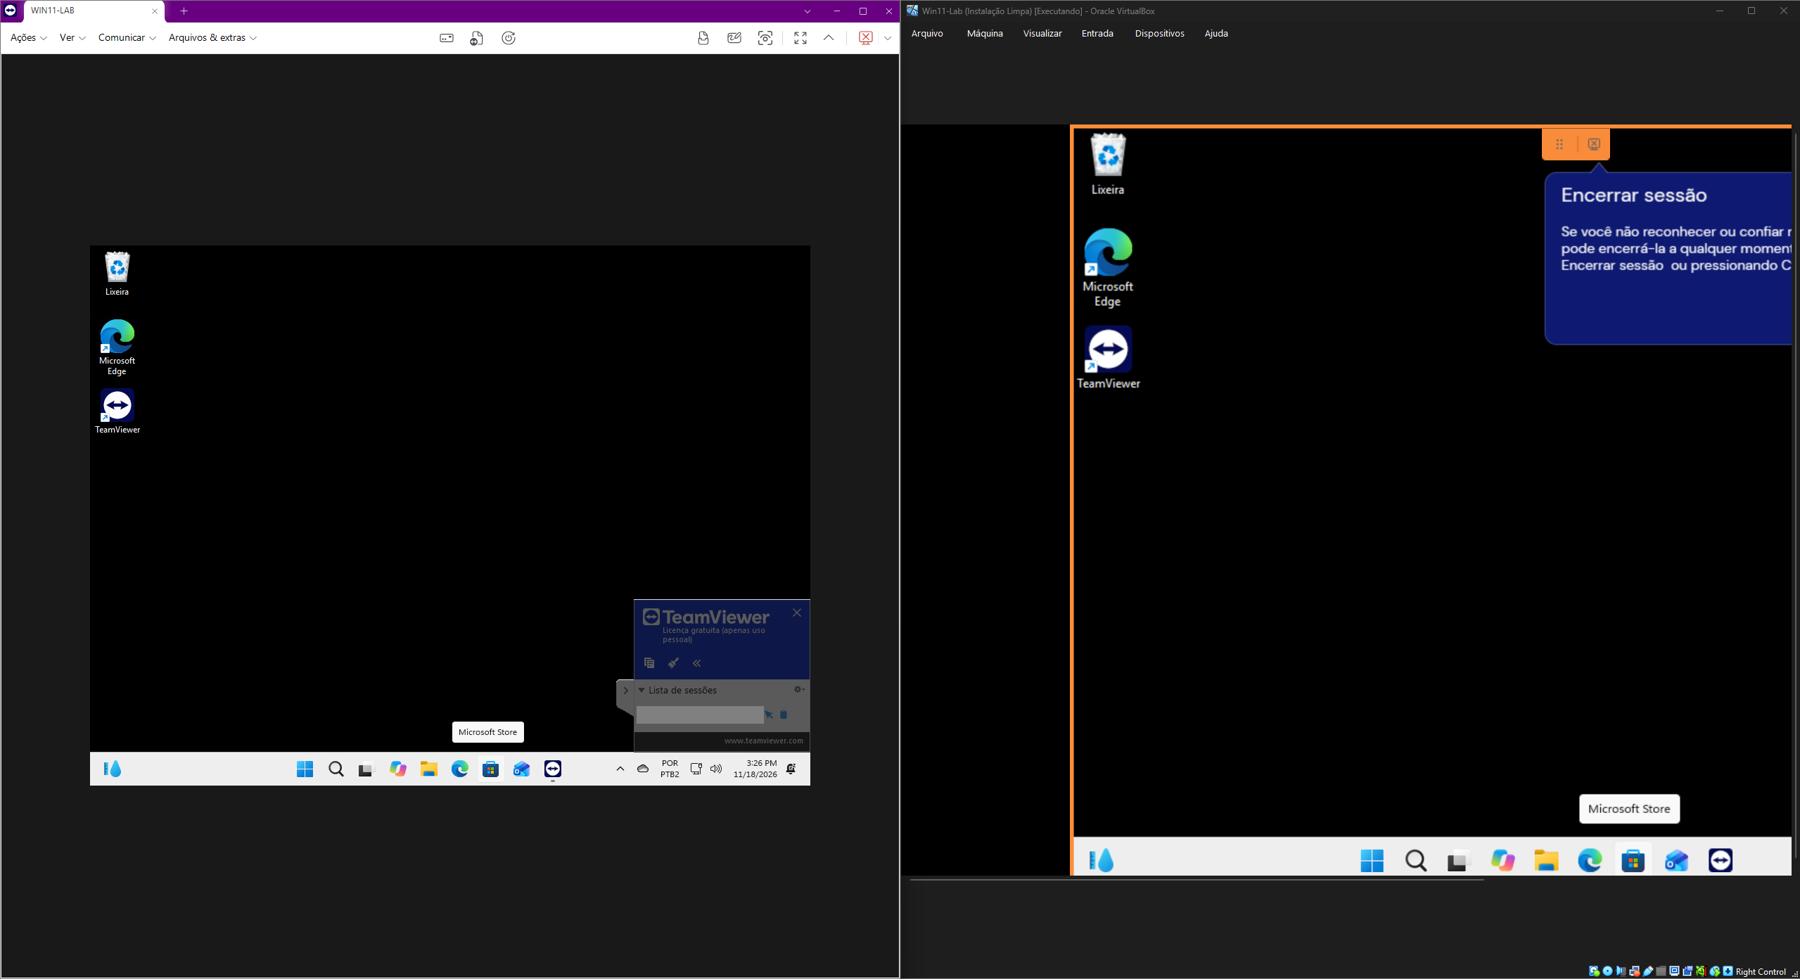 WIN11-LAB
Ações
Ver
Comunicar
Arquivos & extras
Lixeira
Microsoft
Edge
TeamViewer
TeamViewer
Licença gratuita (apenas uso
pessoal)
Lista de sessões
www.teamviewer.com
Microsoft Store
POR
PTB2
3:26 PM
11/18/2026
Win11-Lab (Instalação Limpa) [Executando] - Oracle VirtualBox
Arquivo
Máquina
Visualizar
Entrada
Dispositivos
Ajuda
Lixeira
Microsoft
Edge
TeamViewer
Encerrar sessão
Se você não reconhecer ou confiar
pode encerrá-la a qualquer momen
Encerrar sessão ou pressionando C
Microsoft Store
Right Control